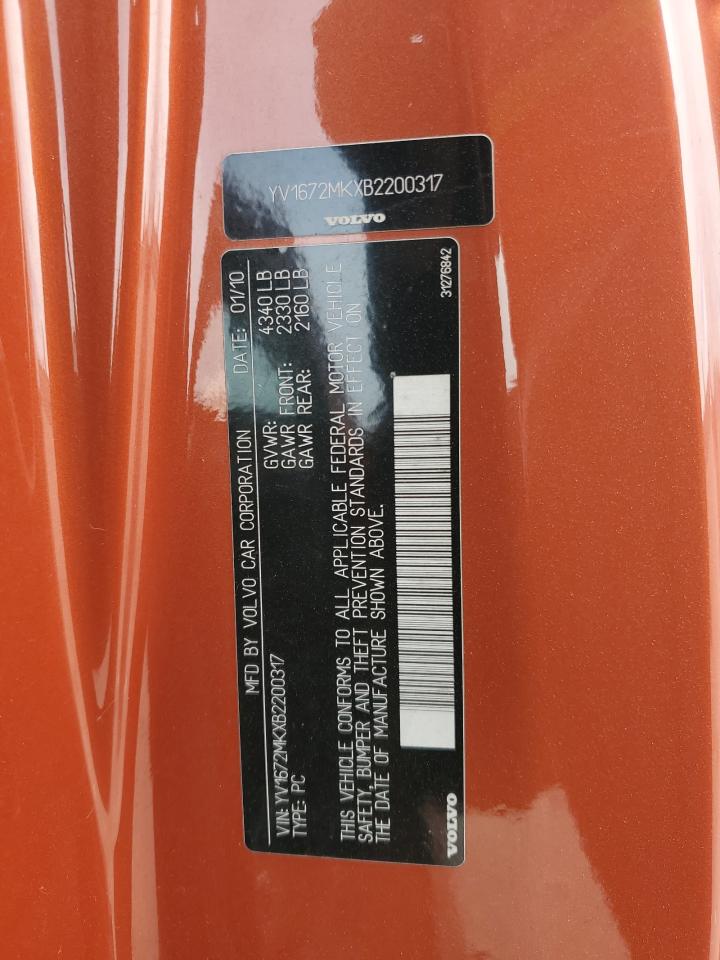 YV1672MKXB2200317
VOLVO
MFD BY VOLVO CAR CORPORATION DATE: 01/10
VIN: YV1672MKXB2200317 GVWR: 4340 LB
TYPE: PC GAWR FRONT: 2330 LB
GAWR REAR: 2160 LB
THIS VEHICLE CONFORMS TO ALL APPLICABLE FEDERAL MOTOR VEHICLE
SAFETY, BUMPER AND THEFT PREVENTION STANDARDS IN EFFECT ON
THE DATE OF MANUFACTURE SHOWN ABOVE.
VOLVO 31276842